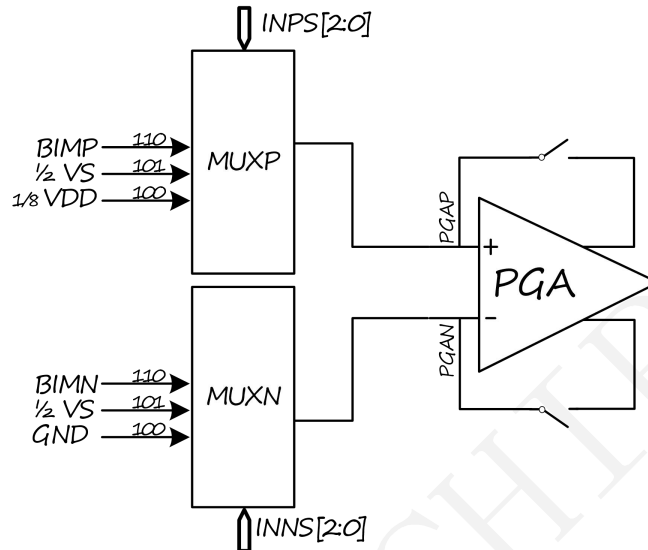 INPS[2:0]
BIMP 110
½ VS 101
1/8 VDD 100
MUXP
PGAP
+
PGA
-
PGAN
MUXN
BIMN 110
½ VS 101
GND 100
INNS[2:0]
CHIP